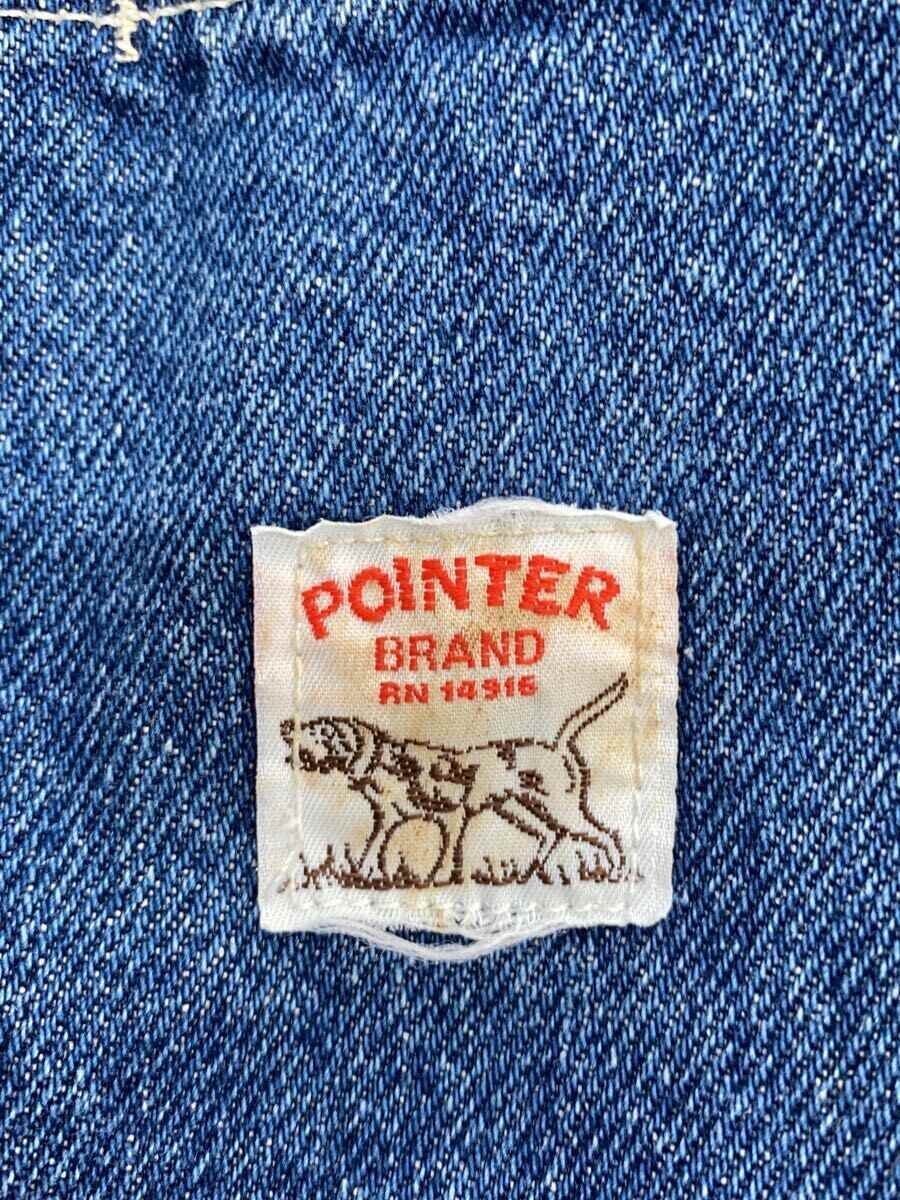 POINTER
BRAND
RN 14916